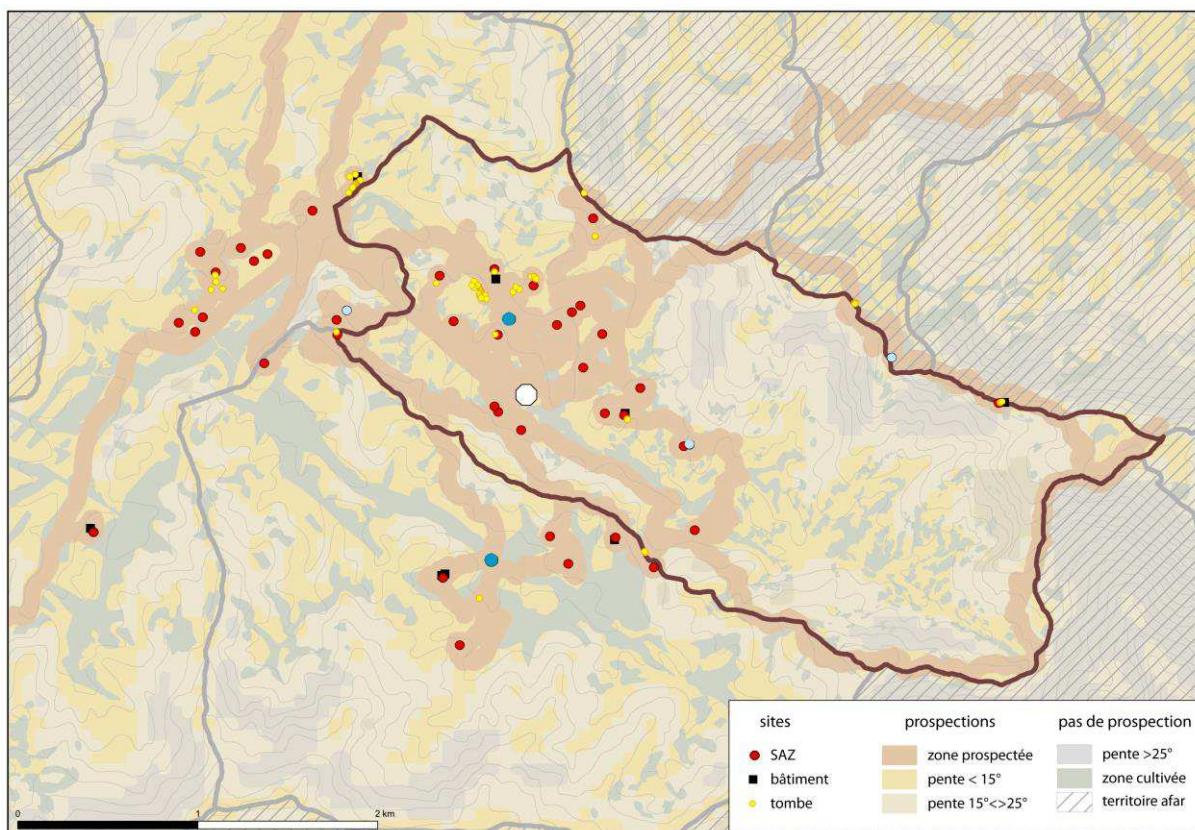 sites
SAZ
bâtiment
tombe
prospections
zone prospectée
pente < 15°
pente 15°<>25°
pas de prospection
pente >25°
zone cultivée
territoire afar
0 1 2 km